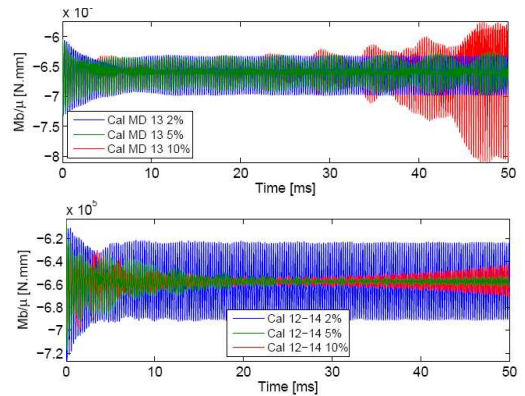 x 10⁻
Mb/μ [N.mm]
−6
−6.5
−7
−7.5
−8
Cal MD 13 2%
Cal MD 13 5%
Cal MD 13 10%
0 10 20 30 40 50
Time [ms]
x 10⁵
Mb/μ [N.mm]
−6.2
−6.4
−6.6
−6.8
−7
−7.2
Cal 12−14 2%
Cal 12−14 5%
Cal 12−14 10%
0 10 20 30 40 50
Time [ms]